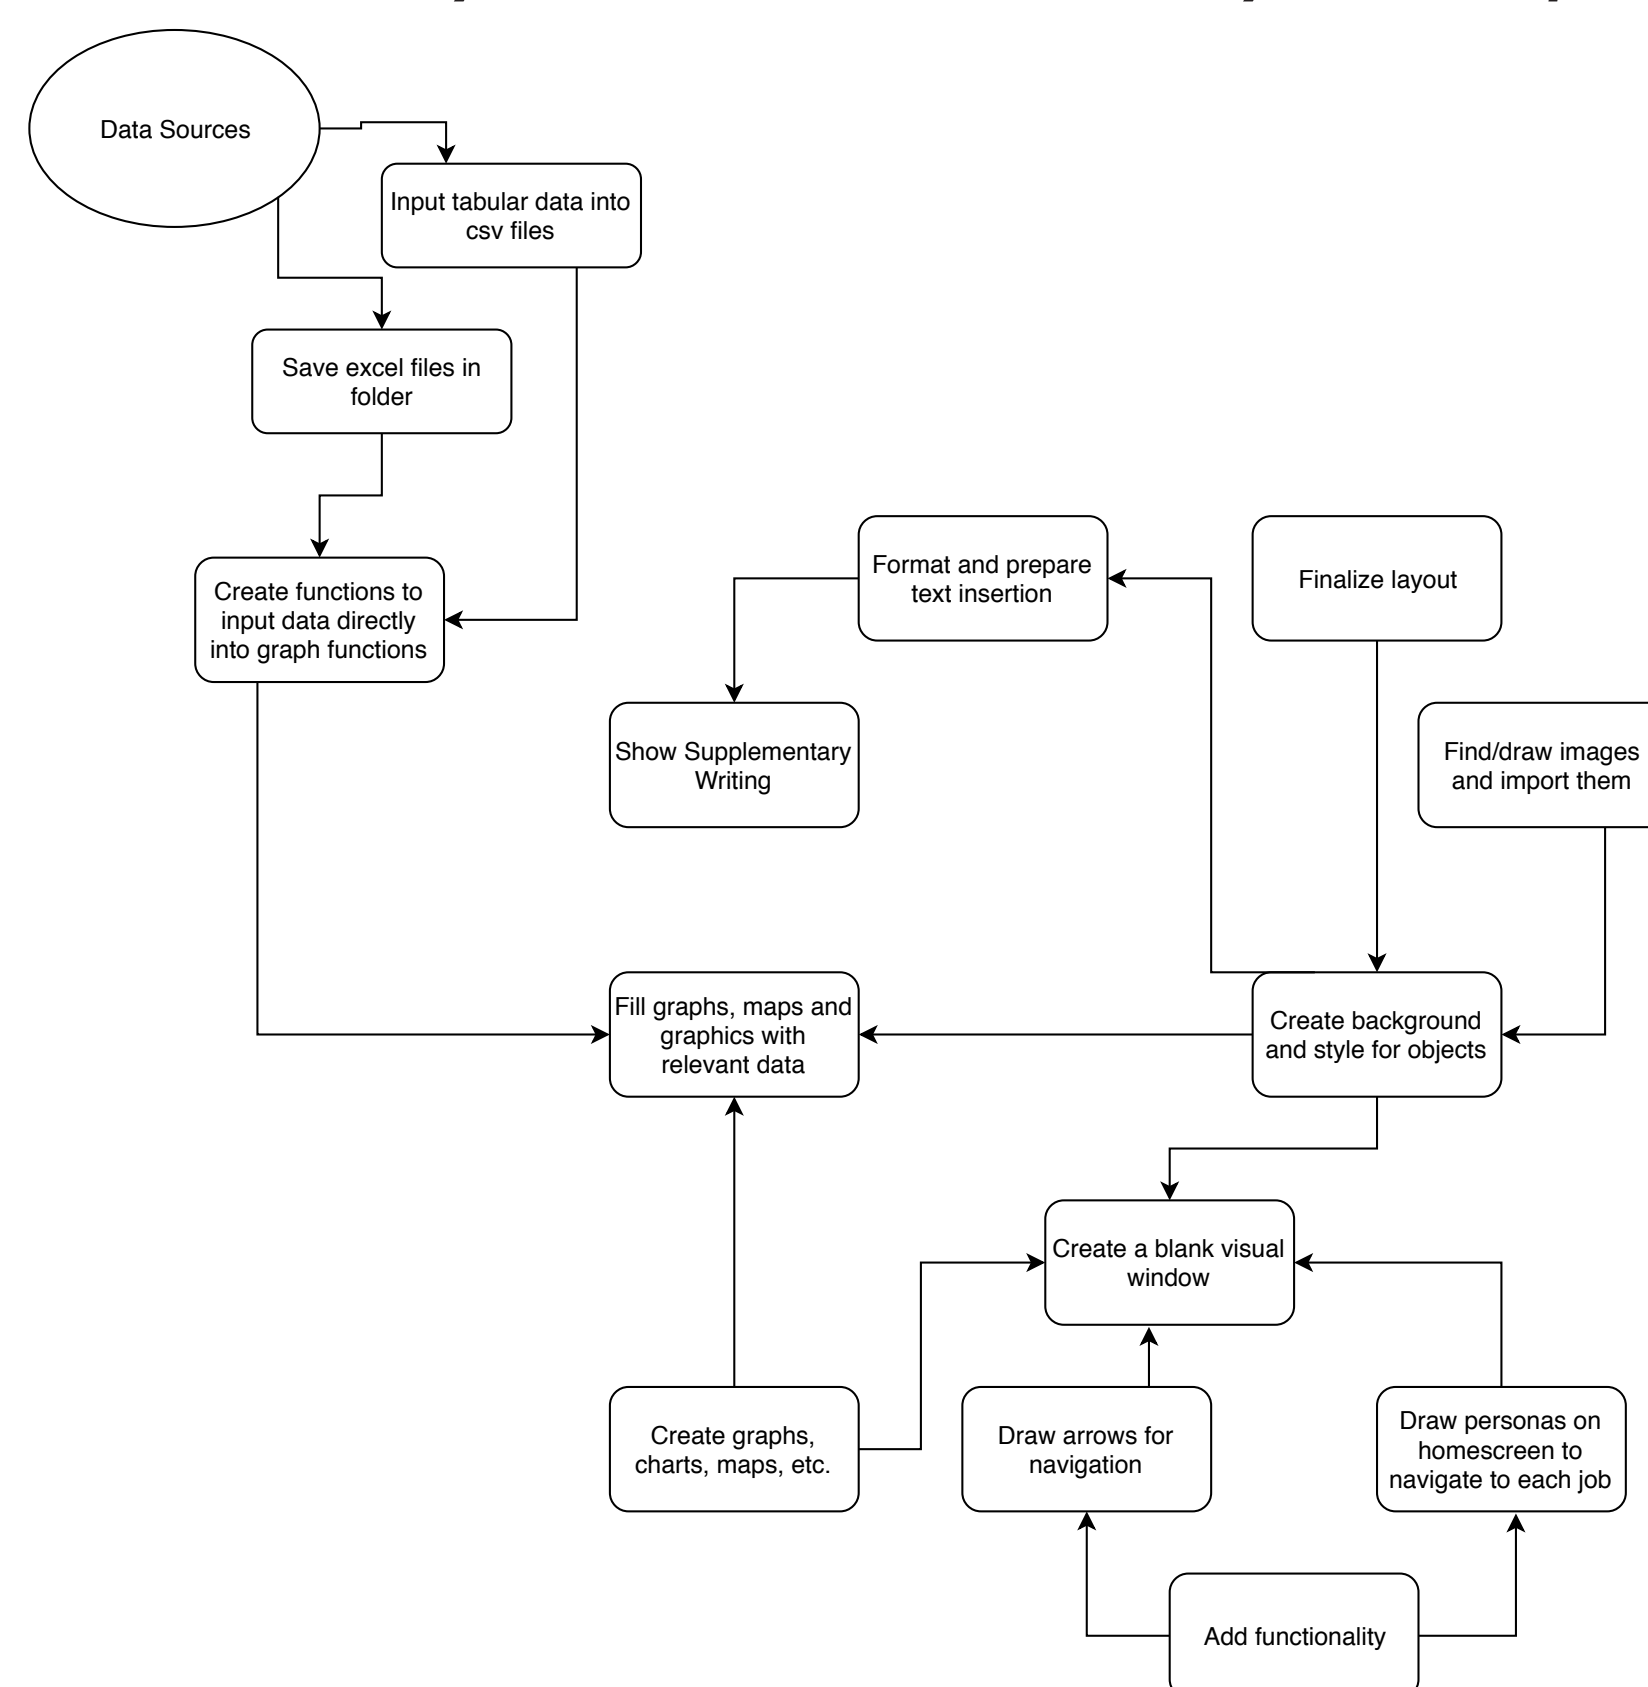 Data Sources
Input tabular data into
csv files
Save excel files in
folder
Create functions to
input data directly
into graph functions
Format and prepare
text insertion
Finalize layout
Show Supplementary
Writing
Find/draw images
and import them
Fill graphs, maps and
graphics with
relevant data
Create background
and style for objects
Create a blank visual
window
Create graphs,
charts, maps, etc.
Draw arrows for
navigation
Draw personas on
homescreen to
navigate to each job
Add functionality